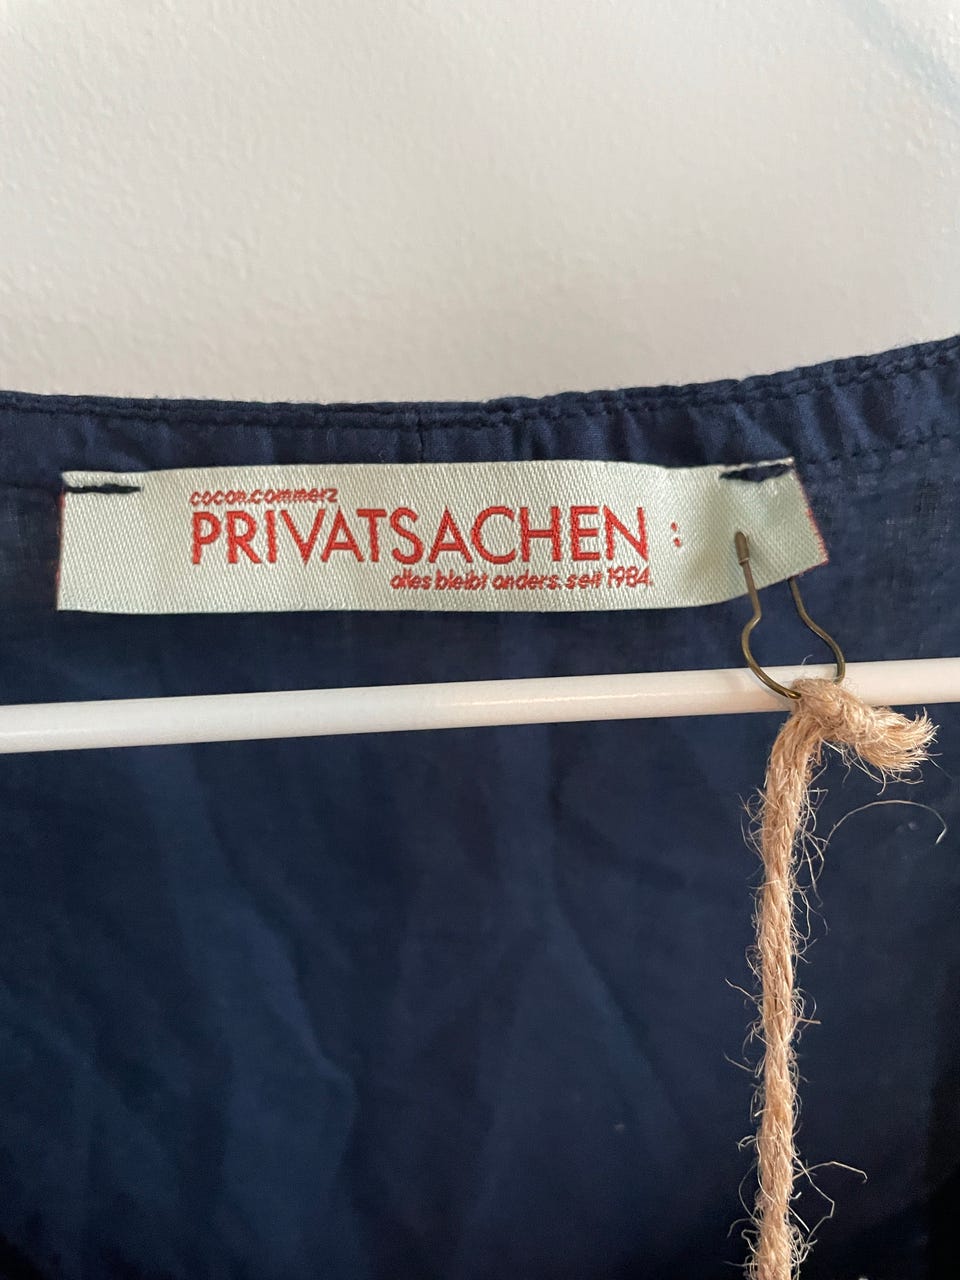 cocon.commerz
PRIVATSACHEN :
alles bleibt anders. seit 1984.